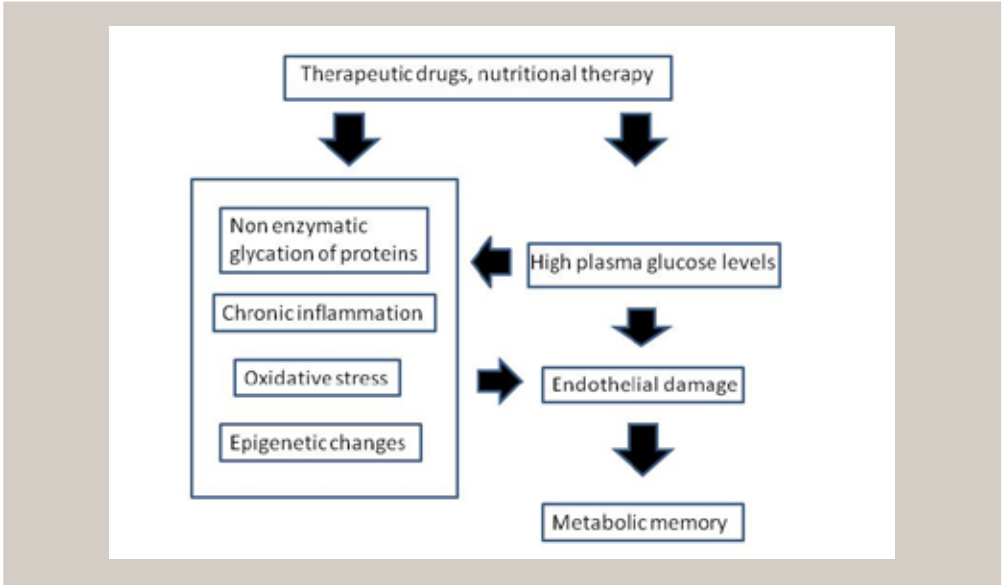 Therapeutic drugs, nutritional therapy
Non enzymatic
glycation of proteins
High plasma glucose levels
Chronic inflammation
Oxidative stress
Endothelial damage
Epigenetic changes
Metabolic memory